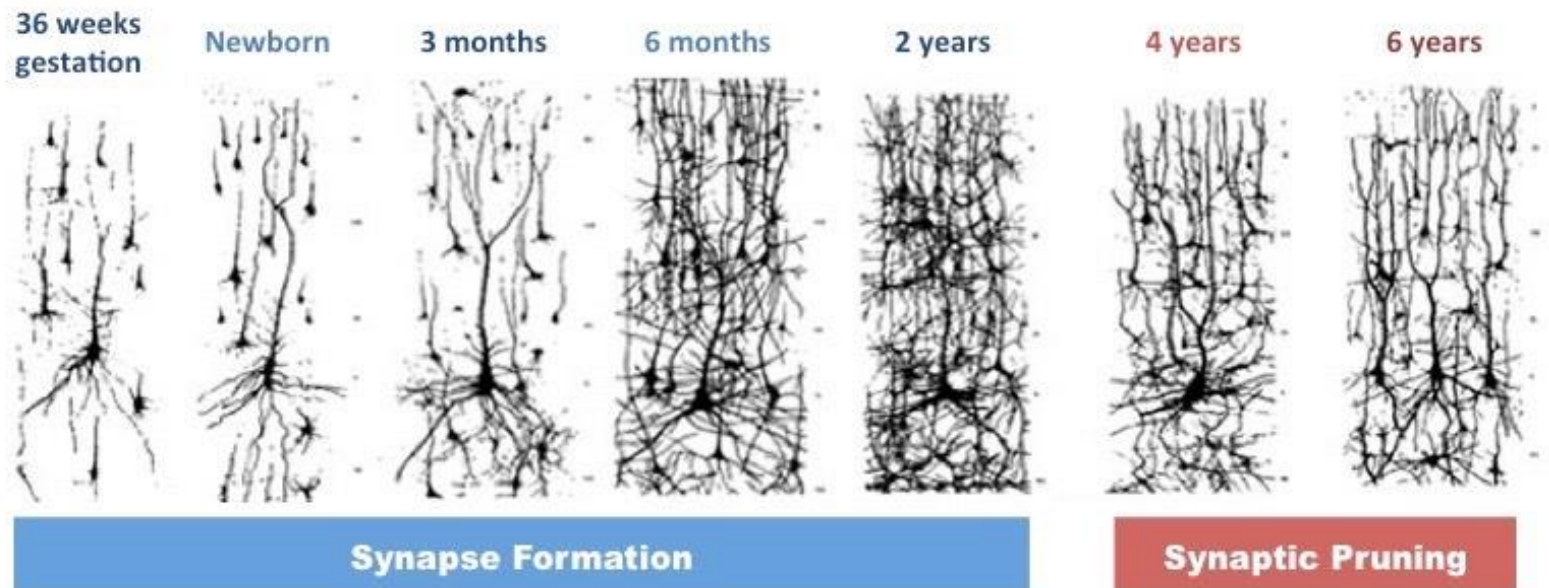 36 weeks
gestation
Newborn
3 months
6 months
2 years
4 years
6 years
Synapse Formation
Synaptic Pruning